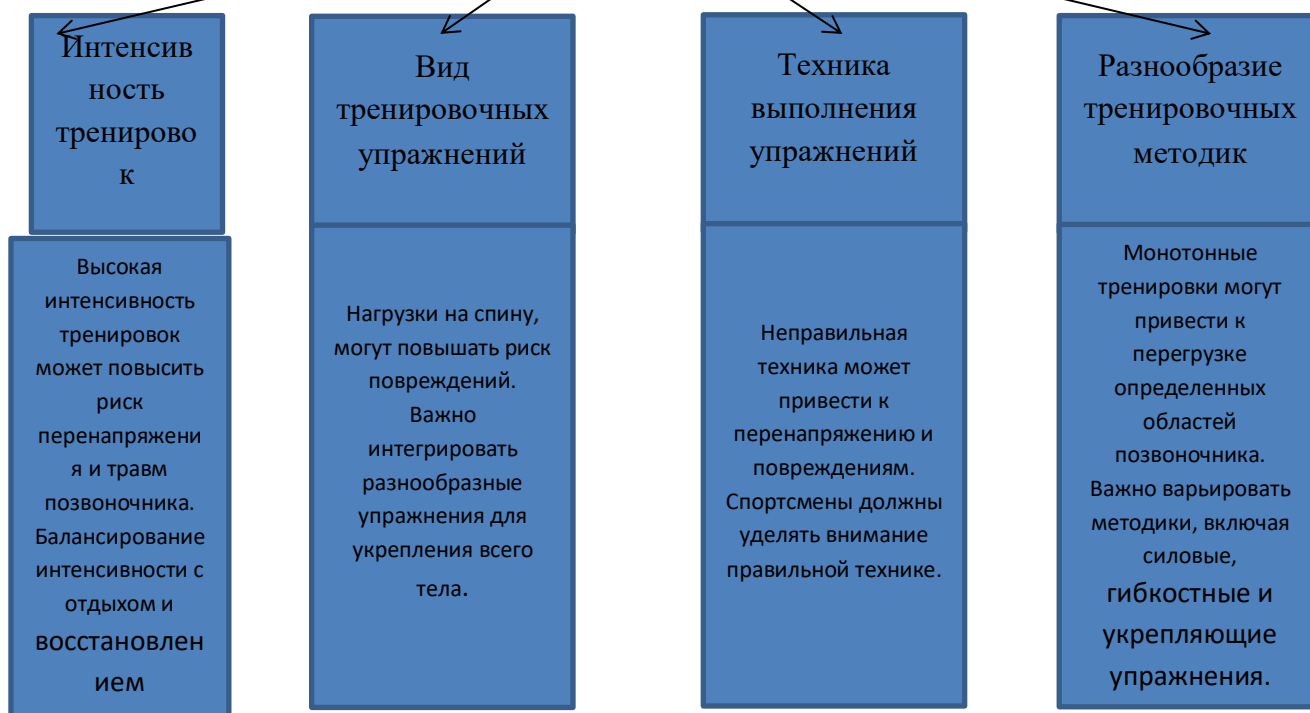 Интенсив
ность
тренирово
к
Высокая
интенсивность
тренировок
может повысить
риск
перенапряжени
я и травм
позвоночника.
Балансирование
интенсивности с
отдыхом и
восстановлен
ием
Вид
тренировочных
упражнений
Нагрузки на спину,
могут повышать риск
повреждений.
Важно
интегрировать
разнообразные
упражнения для
укрепления всего
тела.
Техника
выполнения
упражнений
Неправильная
техника может
привести к
перенапряжению и
повреждениям.
Спортсмены должны
уделять внимание
правильной технике.
Разнообразие
тренировочных
методик
Монотонные
тренировки могут
привести к
перегрузке
определенных
областей
позвоночника.
Важно варьировать
методики, включая
силовые,
гибкостные и
укрепляющие
упражнения.